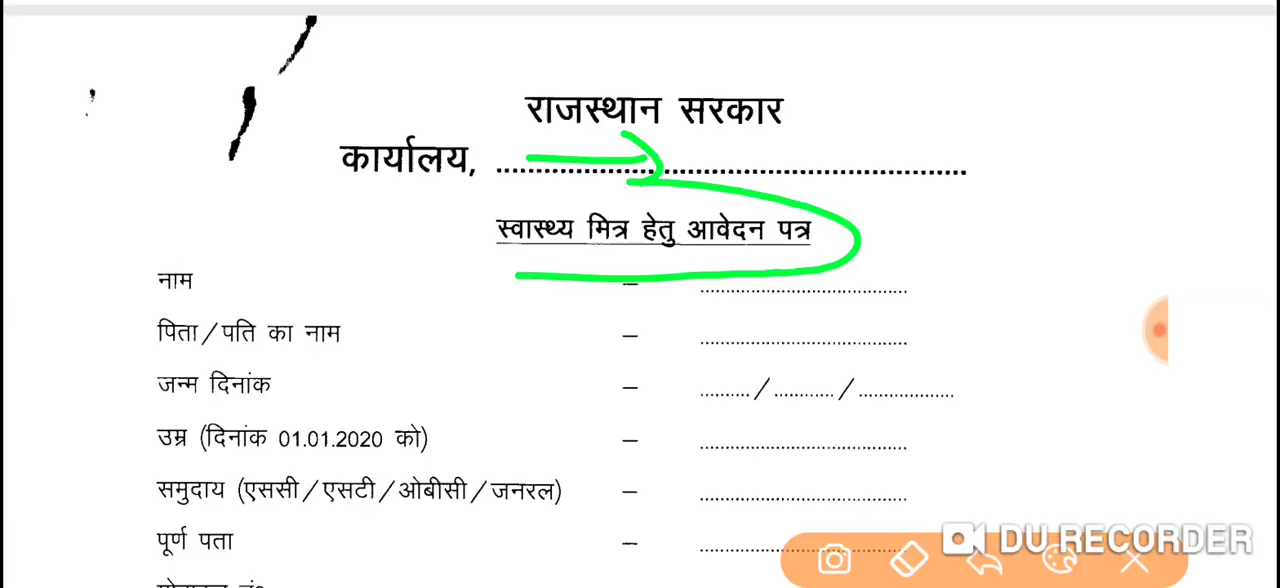 राजस्थान सरकार
कार्यालय, ........................................................
स्वास्थ्य मित्र हेतु आवेदन पत्र
नाम – ........................................
पिता/पति का नाम – ........................................
जन्म दिनांक – ........../............/...................
उम्र (दिनांक 01.01.2020 को) – ........................................
समुदाय (एससी/एसटी/ओबीसी/जनरल) – ........................................
पूर्ण पता – ........................................
DU RECORDER